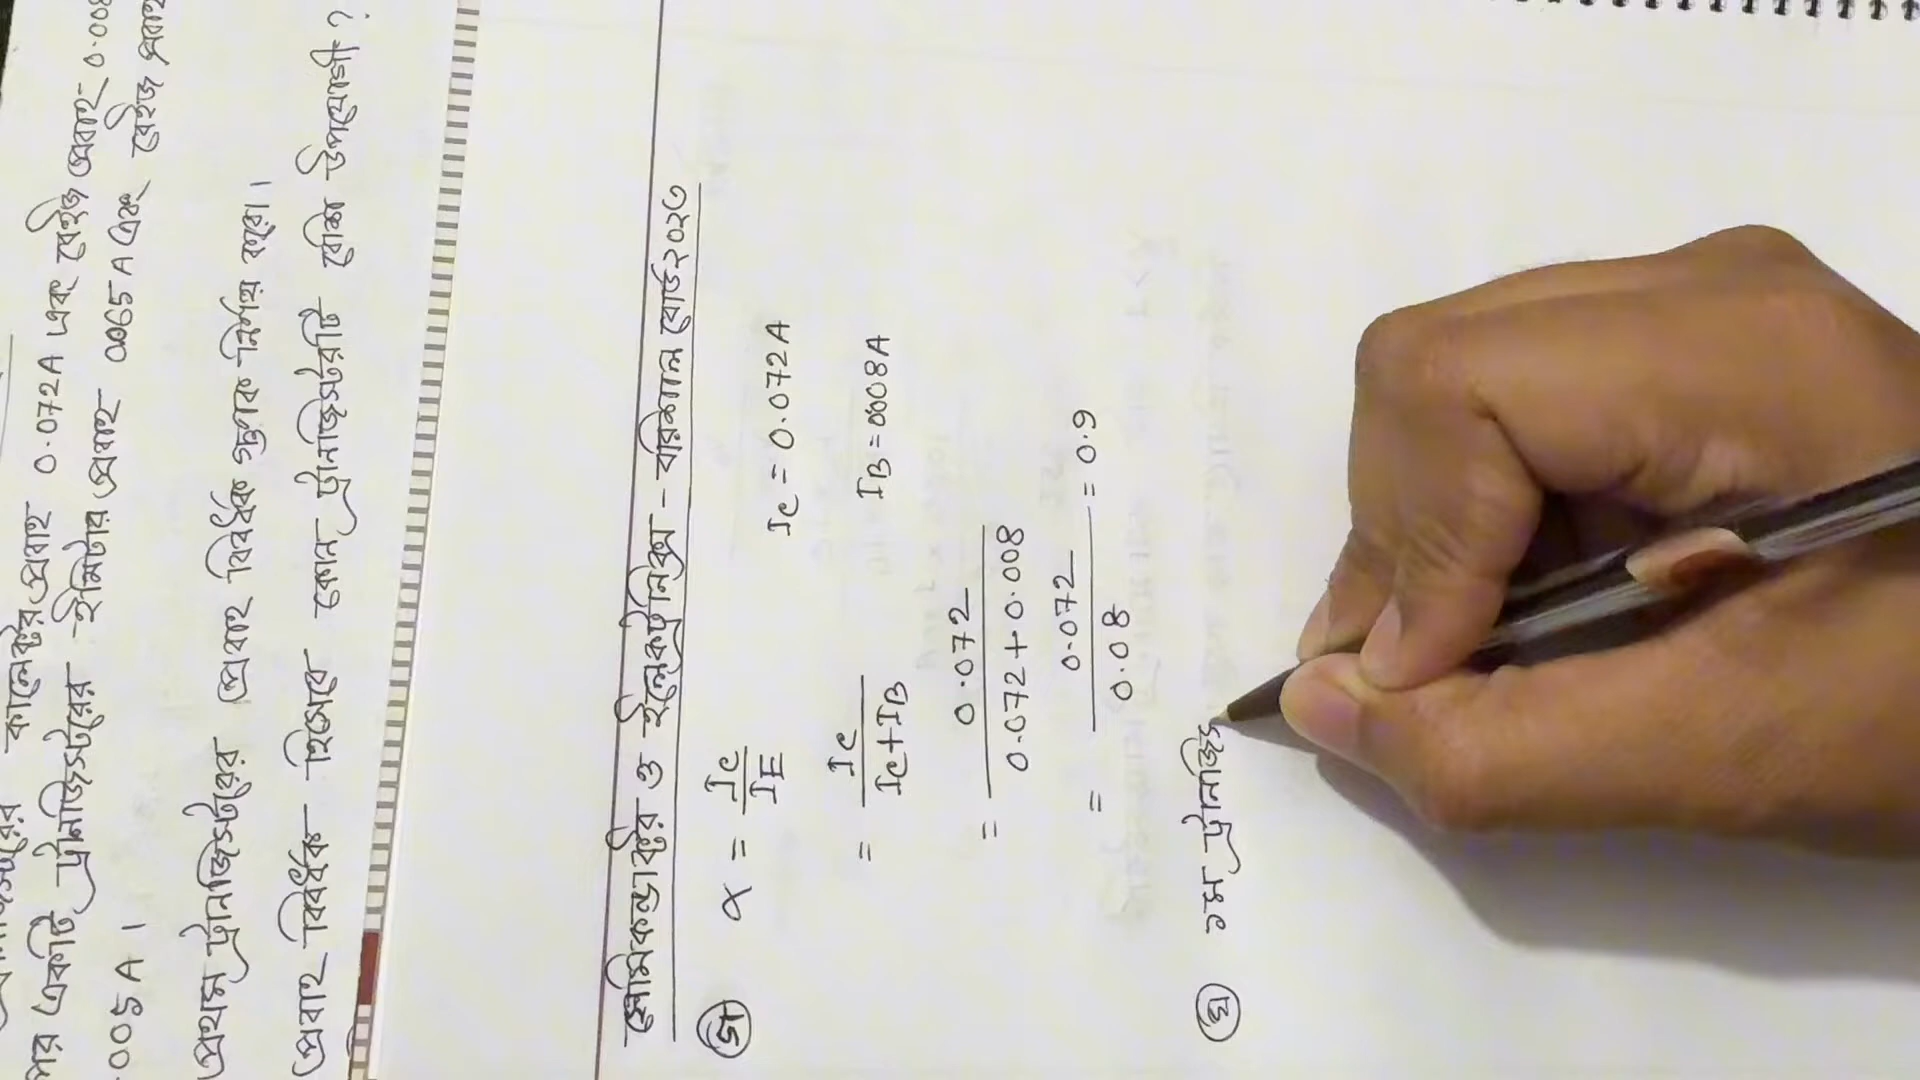 কালেক্টর প্রবাহ 0.072A এবং বেইজ প্রবাহ 0.008
পর একটি ট্রানজিস্টরের ইমিটার প্রবাহ 0.065A এবং বেইজ প্রবাহ
.005A।
প্রথম ট্রানজিস্টরের প্রবাহ বিবর্ধক গুণাঙ্ক নির্ণয় করো।
প্রবাহ বিবর্ধক হিসেবে কোন ট্রানজিস্টরটি বেশি উপযোগী?
সেমিকন্ডাক্টর ও ইলেকট্রনিক্স - বরিশাল বোর্ড ২০২৩
গ α = Ic/IE Ic = 0.072A
= Ic/Ic+IB IB = 0.008A
= 0.072/0.072+0.008
= 0.072/0.08 = 0.9
ঘ ১ম ট্রানজিস